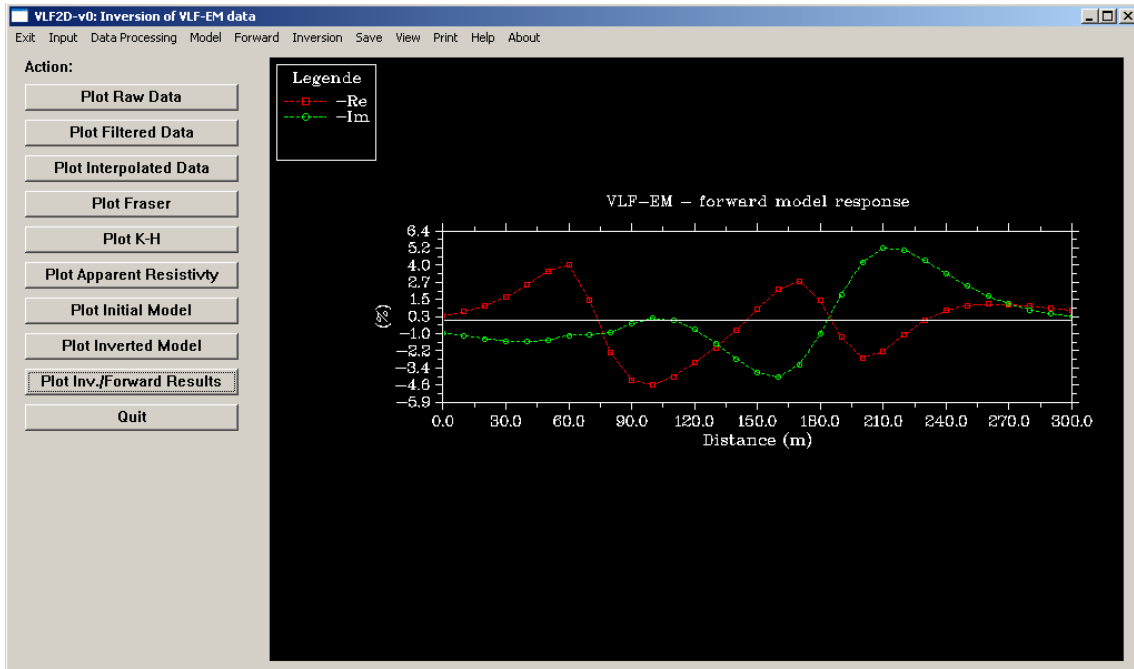 VLF2D-v0: Inversion of VLF-EM data
Exit Input Data Processing Model Forward Inversion Save View Print Help About
Action:
Plot Raw Data
Plot Filtered Data
Plot Interpolated Data
Plot Fraser
Plot K-H
Plot Apparent Resistivty
Plot Initial Model
Plot Inverted Model
Plot Inv./Forward Results
Quit
Legende
-Re
-Im
VLF-EM - forward model response
(%)
6.4
5.2
4.0
2.7
1.5
0.3
-1.0
-2.2
-3.4
-4.6
-5.9
0.0 30.0 60.0 90.0 120.0 150.0 180.0 210.0 240.0 270.0 300.0
Distance (m)